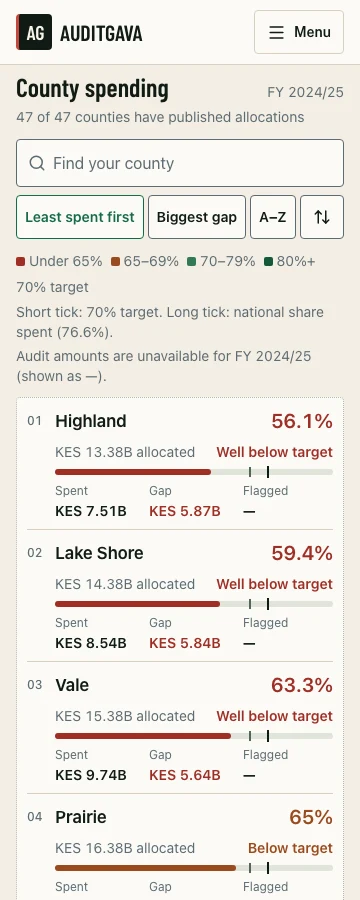 AG AUDITGAVA Menu
County spending FY 2024/25
47 of 47 counties have published allocations
Find your county
Least spent first Biggest gap A–Z
Under 65% 65–69% 70–79% 80%+
70% target
Short tick: 70% target. Long tick: national share
spent (76.6%).
Audit amounts are unavailable for FY 2024/25
(shown as —).
01 Highland 56.1%
KES 13.38B allocated Well below target
Spent Gap Flagged
KES 7.51B KES 5.87B —
02 Lake Shore 59.4%
KES 14.38B allocated Well below target
Spent Gap Flagged
KES 8.54B KES 5.84B —
03 Vale 63.3%
KES 15.38B allocated Well below target
Spent Gap Flagged
KES 9.74B KES 5.64B —
04 Prairie 65%
KES 16.38B allocated Below target
Spent Gap Flagged